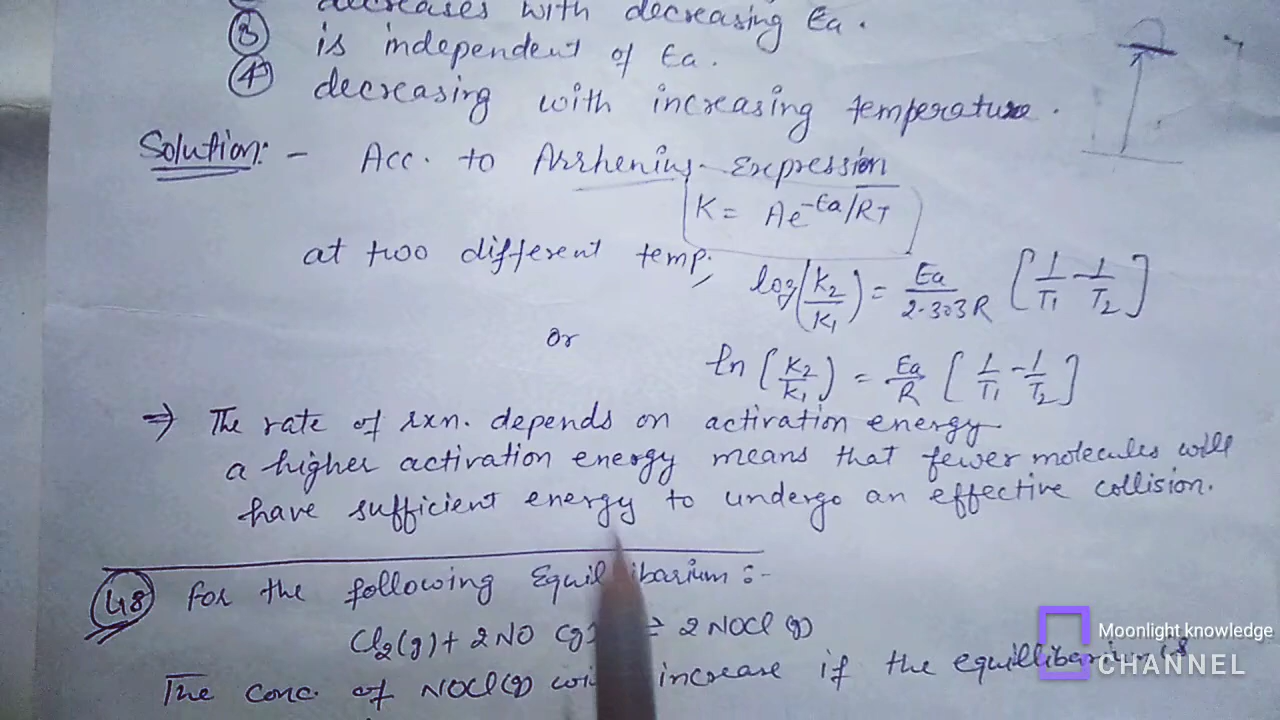 decreases with decreasing Ea.
③ is independent of Ea.
④ decreasing with increasing temperature.
Solution:- Acc. to Arrhenius Expression
K = Ae^-Ea/RT
at two different temp; log(K₂/K₁) = Ea/2.303R [1/T₁ - 1/T₂]
or
ln (K₂/K₁) = Ea/R [1/T₁ - 1/T₂]
⇒ The rate of rxn. depends on activation energy
a higher activation energy means that fewer molecules will
have sufficient energy to undergo an effective collision.
48 For the following Equilibarium:-
Cl₂(g) + 2NO (g) ⇌ 2NOCl (g)
The conc. of NOCl(g) increase if the equillibarium is
Moonlight knowledge
CHANNEL